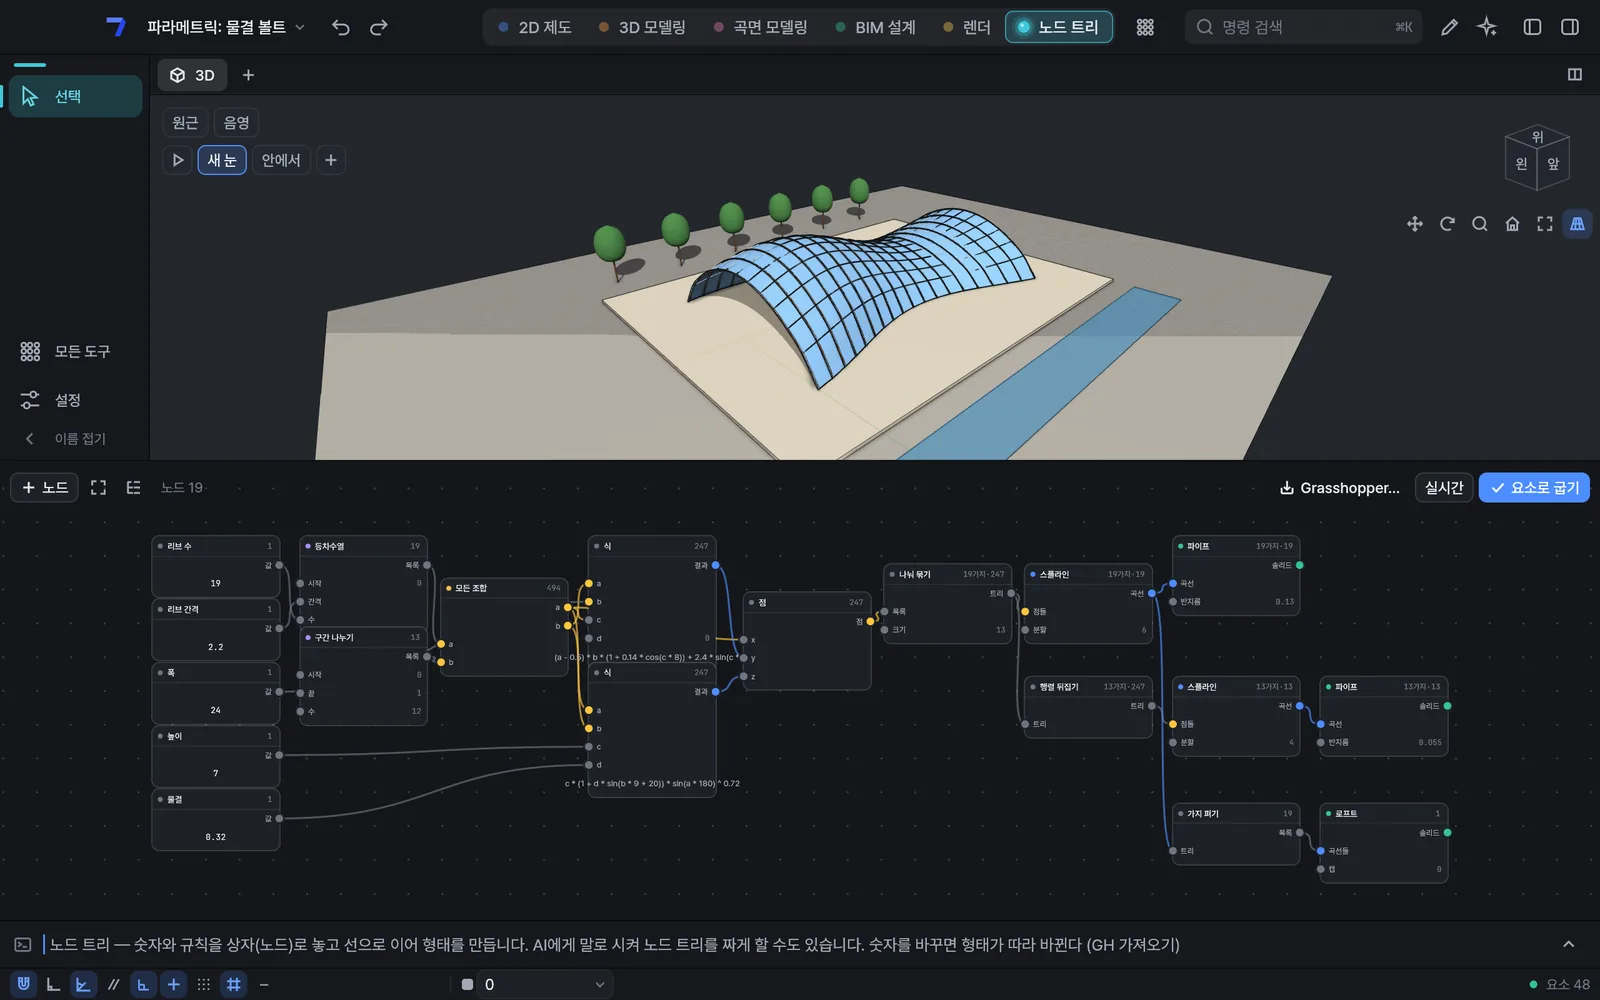 파라메트릭: 물결 볼트
2D 제도
3D 모델링
곡면 모델링
BIM 설계
렌더
노드 트리
명령 검색
⌘K
선택
3D
원근
음영
새 눈
안에서
위
왼
앞
모든 도구
설정
이름 접기
노드
노드 19
Grasshopper...
실시간
요소로 굽기
리브 수 1
값
19
리브 간격 1
값
2.2
폭 1
값
24
높이 1
값
7
물결 1
값
0.32
등차수열 19
목록
시작 0
간격
수
구간 나누기 13
목록
시작 0
끝 1
수 12
모든 조합 494
a
b
a
b
식 247
결과
a
b
c
d 0
(a - 0.5) * b * (1 + 0.14 * cos(c * 8)) + 2.4 * sin(c *
식 247
결과
a
b
c
d
c * (1 + d * sin(b * 9 + 20)) * sin(a * 180) ^ 0.72
점 247
점
x
y
z
나눠 묶기 19가지·247
트리
목록
크기 13
스플라인 19가지·19
곡선
점들
분할 6
행렬 뒤집기 13가지·247
트리
트리
파이프 19가지·19
솔리드
곡선
반지름 0.13
스플라인 13가지·13
곡선
점들
분할 4
파이프 13가지·13
솔리드
곡선
반지름 0.055
가지 펴기 19
목록
트리
로프트 1
솔리드
곡선들
캡 0
노드 트리 — 숫자와 규칙을 상자(노드)로 놓고 선으로 이어 형태를 만듭니다. AI에게 말로 시켜 노드 트리를 짜게 할 수도 있습니다. 숫자를 바꾸면 형태가 따라 바뀐다 (GH 가져오기)
0
요소 48